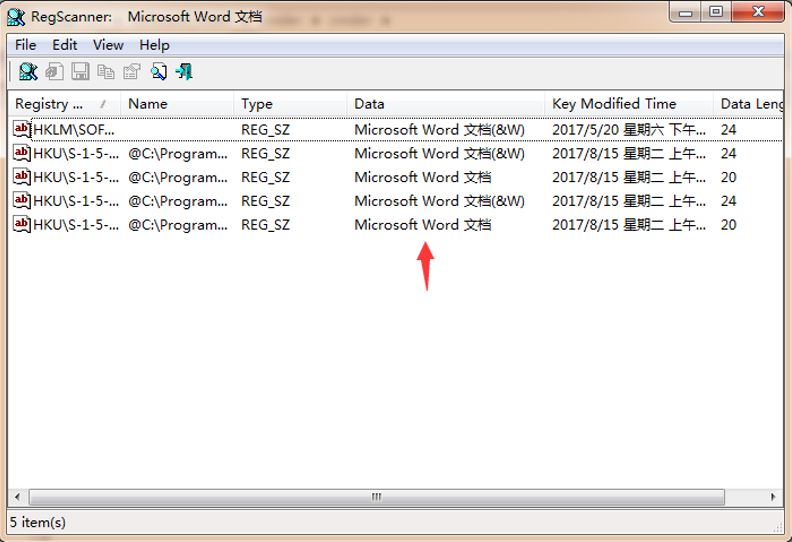 RegScanner: Microsoft Word 文档
File Edit View Help
Registry ... / Name Type Data Key Modified Time Data Leng
HKLM\SOF... REG_SZ Microsoft Word 文档(&W) 2017/5/20 星期六 下午... 24
HKU\S-1-5-... @C:\Program... REG_SZ Microsoft Word 文档(&W) 2017/8/15 星期二 上午... 24
HKU\S-1-5-... @C:\Program... REG_SZ Microsoft Word 文档 2017/8/15 星期二 上午... 20
HKU\S-1-5-... @C:\Program... REG_SZ Microsoft Word 文档(&W) 2017/8/15 星期二 上午... 24
HKU\S-1-5-... @C:\Program... REG_SZ Microsoft Word 文档 2017/8/15 星期二 上午... 20
5 item(s)